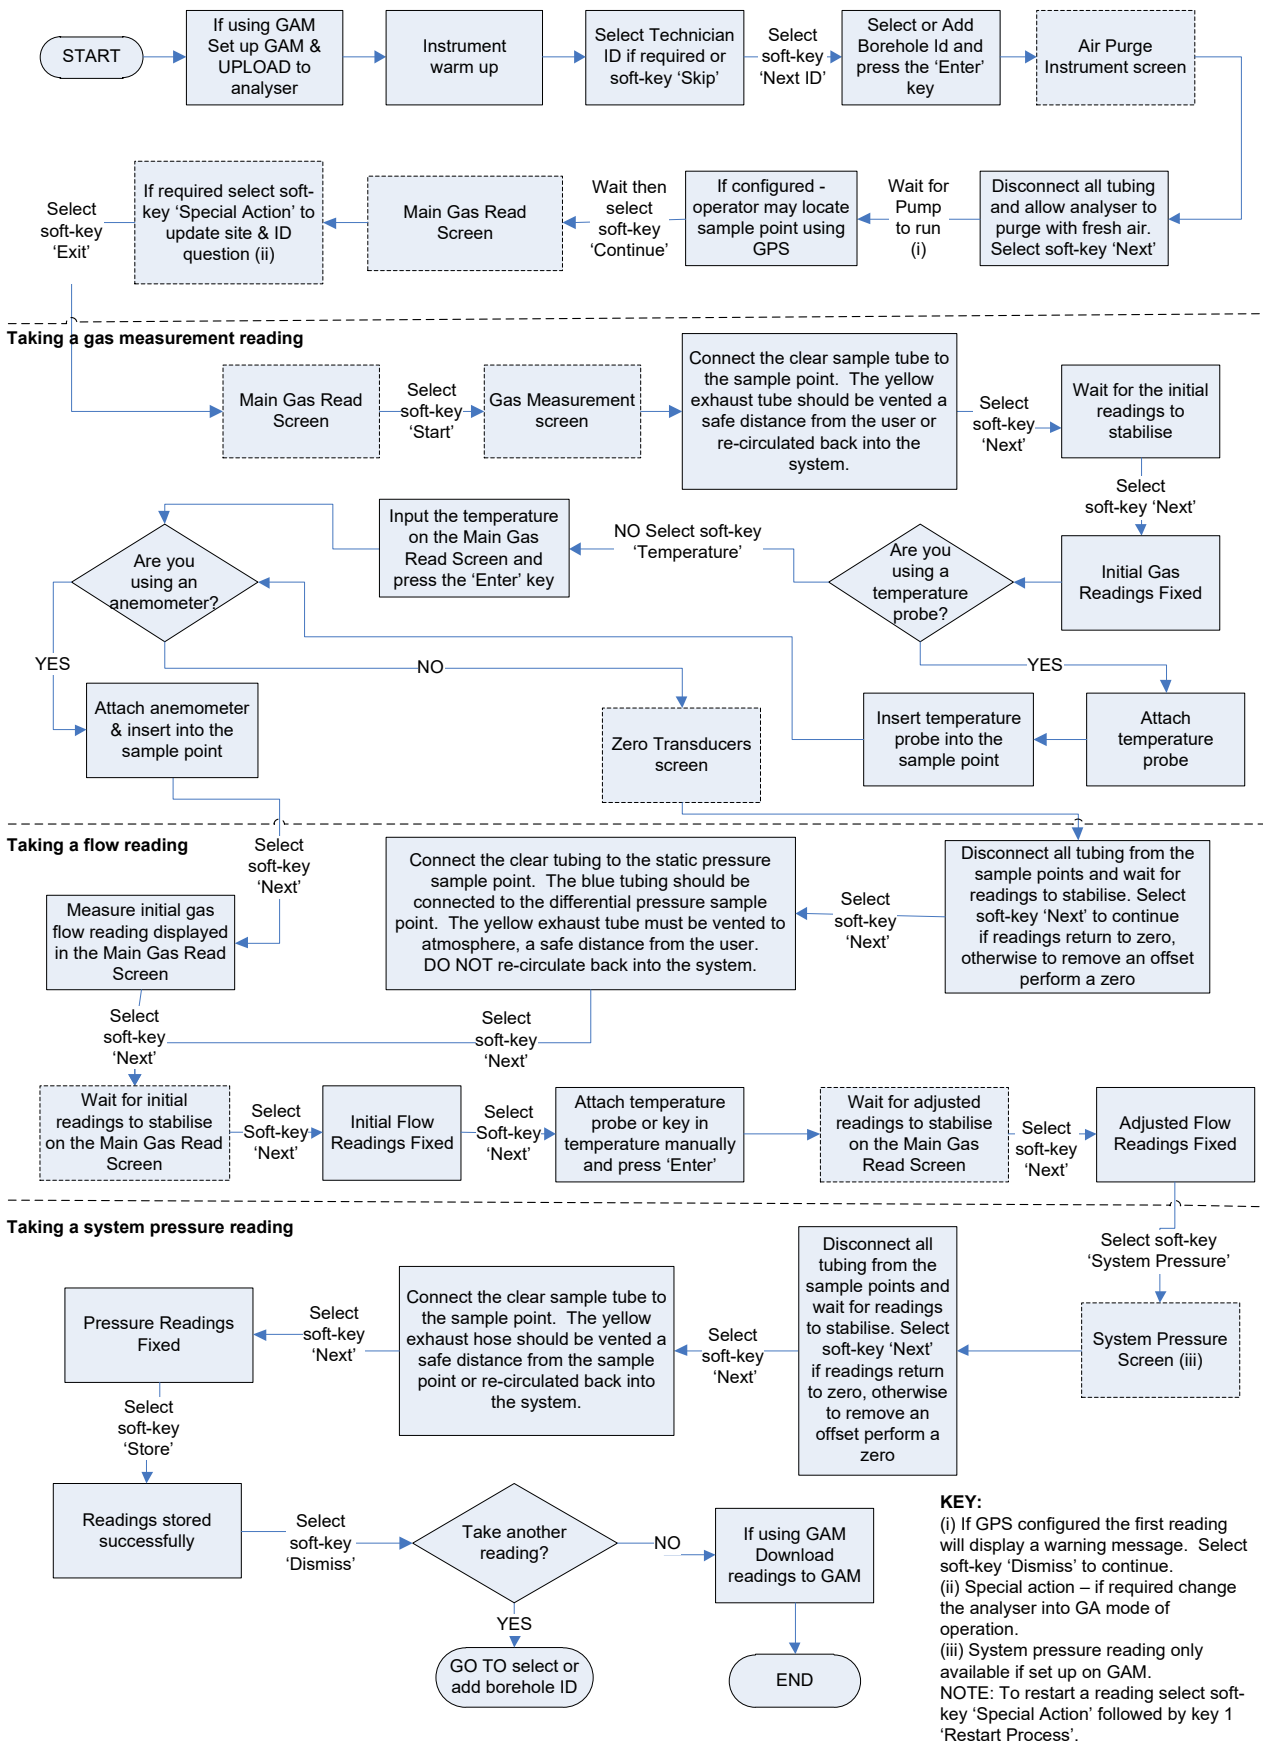 START
If using GAM
Set up GAM &
UPLOAD to
analyser
Instrument
warm up
Select Technician
ID if required or
soft-key ‘Skip’
Select
soft-key
‘Next ID’
Select or Add
Borehole Id and
press the ‘Enter’
key
Air Purge
Instrument screen
Disconnect all tubing
and allow analyser to
purge with fresh air.
Select soft-key ‘Next’
Wait for
Pump
to run
(i)
If configured -
operator may locate
sample point using
GPS
Wait then
select
soft-key
‘Continue’
Main Gas Read
Screen
If required select soft-
key ‘Special Action’ to
update site & ID
question (ii)
Select
soft-key
‘Exit’
Taking a gas measurement reading
Main Gas Read
Screen
Select
soft-key
‘Start’
Gas Measurement
screen
Connect the clear sample tube to
the sample point. The yellow
exhaust tube should be vented a
safe distance from the user or
re-circulated back into the
system.
Select
soft-key
‘Next’
Wait for the initial
readings to
stabilise
Select
soft-key ‘Next’
Initial Gas
Readings Fixed
Are you
using a
temperature
probe?
NO Select soft-key
‘Temperature’
Input the temperature
on the Main Gas
Read Screen and
press the ‘Enter’ key
Are you
using an
anemometer?
YES
Attach
temperature
probe
Insert temperature
probe into the
sample point
NO
Zero Transducers
screen
YES
Attach anemometer
& insert into the
sample point
Taking a flow reading
Select
soft-key
‘Next’
Measure initial gas
flow reading displayed
in the Main Gas Read
Screen
Disconnect all tubing from the
sample points and wait for
readings to stabilise. Select
soft-key ‘Next’ to continue
if readings return to zero,
otherwise to remove an offset
perform a zero
Select
soft-key
‘Next’
Connect the clear tubing to the static pressure
sample point. The blue tubing should be
connected to the differential pressure sample
point. The yellow exhaust tube must be vented to
atmosphere, a safe distance from the user.
DO NOT re-circulate back into the system.
Select
soft-key
‘Next’
Select
soft-key
‘Next’
Wait for initial
readings to stabilise
on the Main Gas Read
Screen
Select
Soft-key
‘Next’
Initial Flow
Readings Fixed
Select
Soft-key
‘Next’
Attach temperature
probe or key in
temperature manually
and press ‘Enter’
Wait for adjusted
readings to stabilise
on the Main Gas
Read Screen
Select
soft-key
‘Next’
Adjusted Flow
Readings Fixed
Taking a system pressure reading
Select soft-key
‘System Pressure’
System Pressure
Screen (iii)
Disconnect all
tubing from the
sample points and
wait for readings
to stabilise. Select
soft-key ‘Next’
if readings return
to zero, otherwise
to remove an
offset perform a
zero
Select
soft-key
‘Next’
Connect the clear sample tube to
the sample point. The yellow
exhaust hose should be vented a
safe distance from the sample
point or re-circulated back into
the system.
Select
soft-key
‘Next’
Pressure Readings
Fixed
Select
soft-key
‘Store’
Readings stored
successfully
Select
soft-key
‘Dismiss’
Take another
reading?
NO
If using GAM
Download
readings to GAM
YES
GO TO select or
add borehole ID
END
KEY:
(i) If GPS configured the first reading
will display a warning message. Select
soft-key ‘Dismiss’ to continue.
(ii) Special action – if required change
the analyser into GA mode of
operation.
(iii) System pressure reading only
available if set up on GAM.
NOTE: To restart a reading select soft-
key ‘Special Action’ followed by key 1
‘Restart Process’.